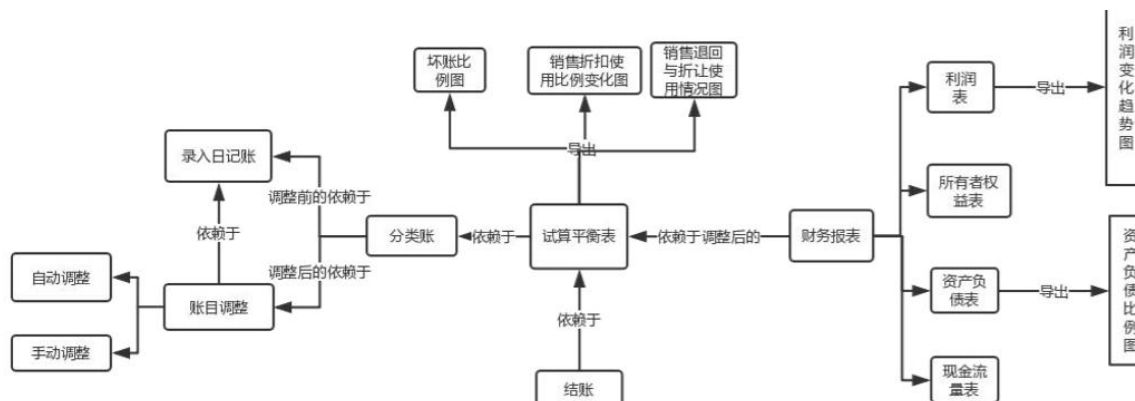 坏账比
例图
销售折扣使
用比例变化图
销售退回
与折让使
用情况图
利润
表
导出
利
润
变
化
趋
势
图
录入日记账
导出
调整前的依赖于
所有者权
益表
依赖于
分类账
依赖于
试算平衡表
依赖于调整后的
财务报表
自动调整
调整后的依赖于
账目调整
资产负
债表
导出
资
产
负
债
比
例
图
手动调整
依赖于
结账
现金流
量表